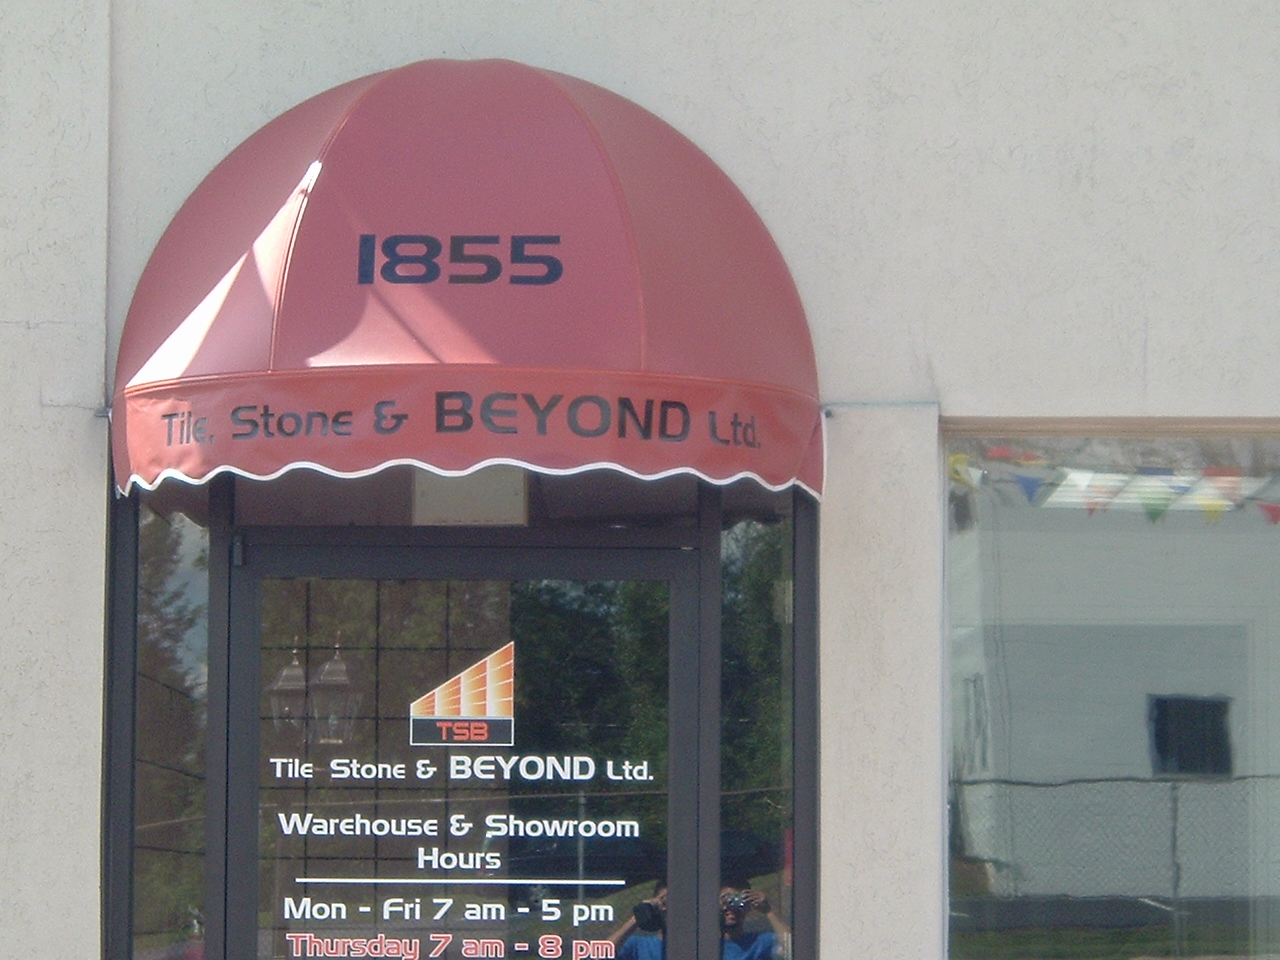 1855
Tile, Stone & BEYOND Ltd.
TSB
Tile Stone & BEYOND Ltd.
Warehouse & Showroom
Hours
Mon - Fri 7 am - 5 pm
Thursday 7 am - 8 pm